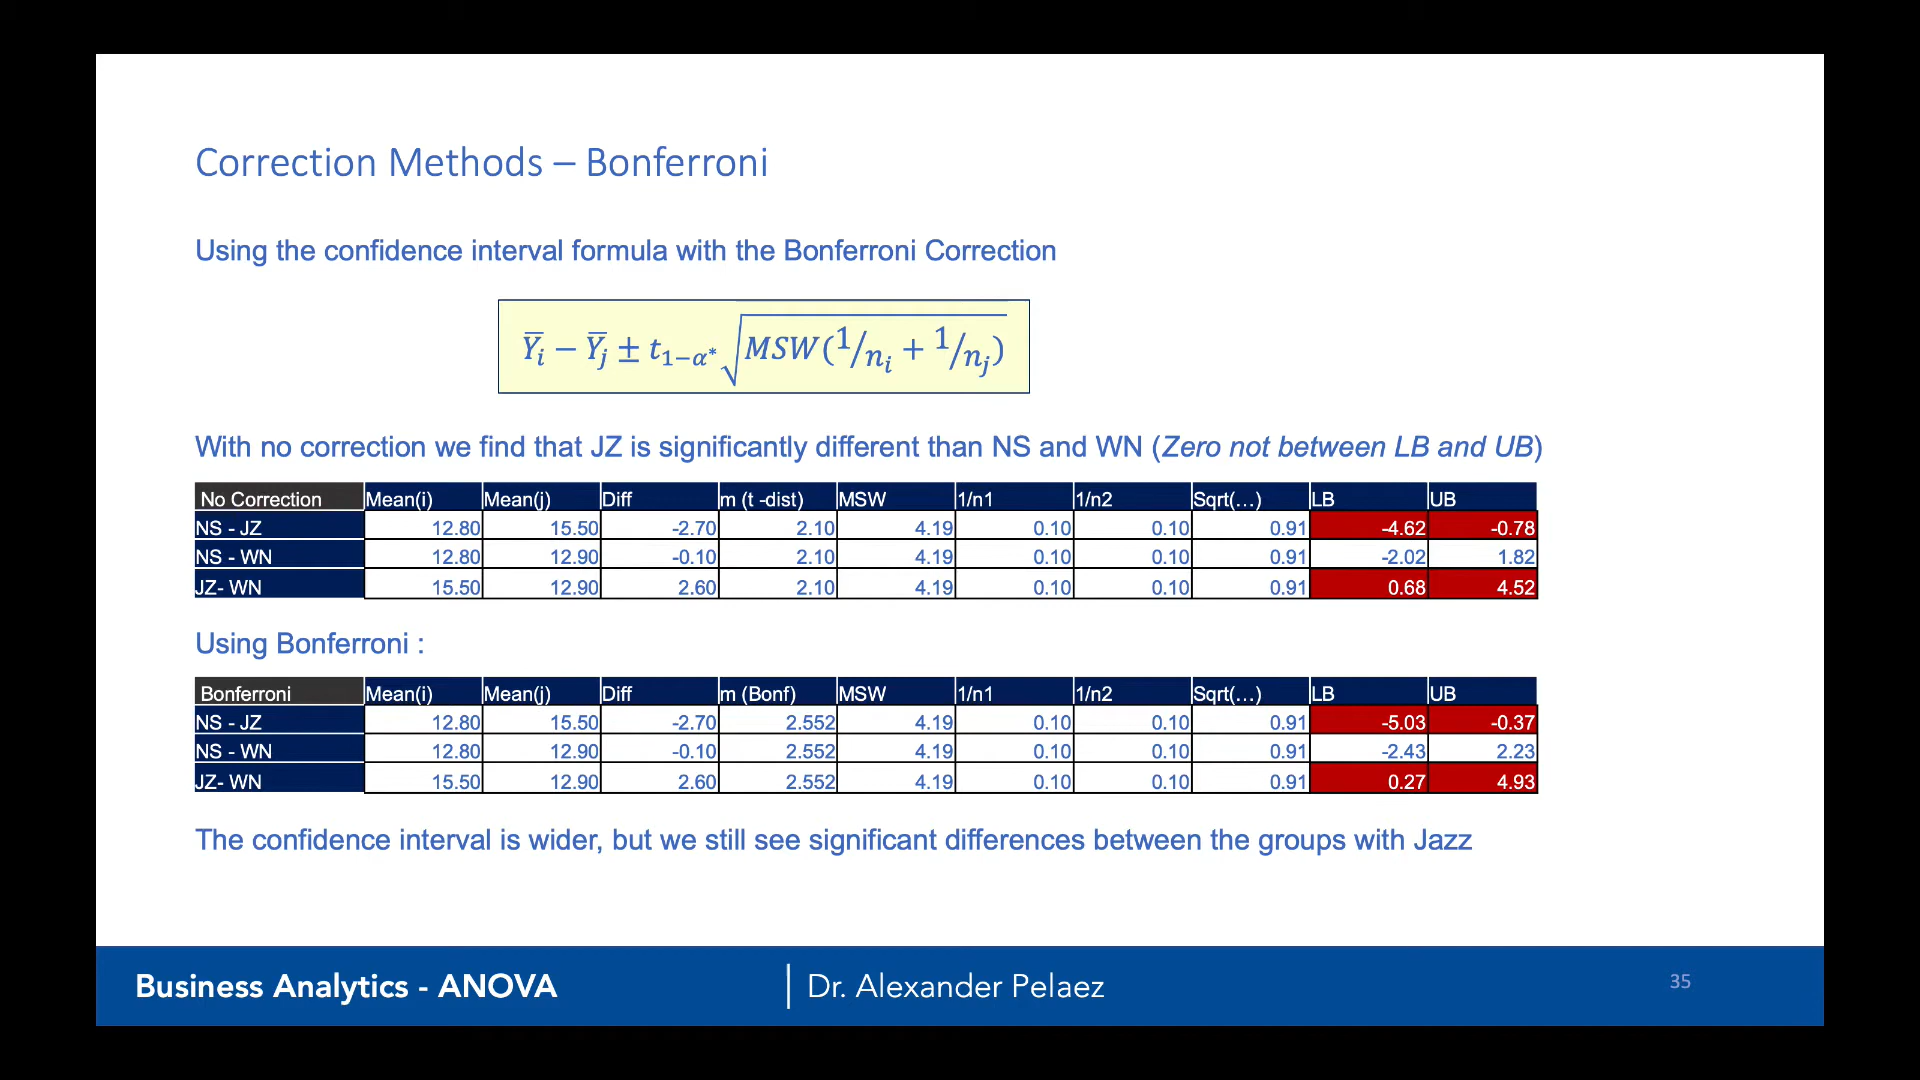 Correction Methods – Bonferroni
Using the confidence interval formula with the Bonferroni Correction
Y̅ᵢ − Y̅ⱼ ± t₁₋α* √MSW(1/nᵢ + 1/nⱼ)
With no correction we find that JZ is significantly different than NS and WN (Zero not between LB and UB)
No Correction Mean(i) Mean(j) Diff m (t -dist) MSW 1/n1 1/n2 Sqrt(...) LB UB
NS - JZ 12.80 15.50 -2.70 2.10 4.19 0.10 0.10 0.91 -4.62 -0.78
NS - WN 12.80 12.90 -0.10 2.10 4.19 0.10 0.10 0.91 -2.02 1.82
JZ- WN 15.50 12.90 2.60 2.10 4.19 0.10 0.10 0.91 0.68 4.52
Using Bonferroni :
Bonferroni Mean(i) Mean(j) Diff m (Bonf) MSW 1/n1 1/n2 Sqrt(...) LB UB
NS - JZ 12.80 15.50 -2.70 2.552 4.19 0.10 0.10 0.91 -5.03 -0.37
NS - WN 12.80 12.90 -0.10 2.552 4.19 0.10 0.10 0.91 -2.43 2.23
JZ- WN 15.50 12.90 2.60 2.552 4.19 0.10 0.10 0.91 0.27 4.93
The confidence interval is wider, but we still see significant differences between the groups with Jazz
Business Analytics - ANOVA Dr. Alexander Pelaez 35